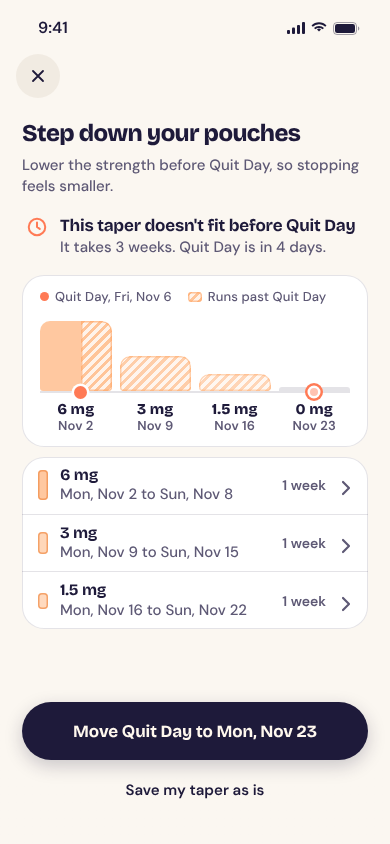 9:41
Step down your pouches
Lower the strength before Quit Day, so stopping
feels smaller.
This taper doesn't fit before Quit Day
It takes 3 weeks. Quit Day is in 4 days.
Quit Day, Fri, Nov 6
Runs past Quit Day
6 mg
Nov 2
3 mg
Nov 9
1.5 mg
Nov 16
0 mg
Nov 23
6 mg
Mon, Nov 2 to Sun, Nov 8
1 week
3 mg
Mon, Nov 9 to Sun, Nov 15
1 week
1.5 mg
Mon, Nov 16 to Sun, Nov 22
1 week
Move Quit Day to Mon, Nov 23
Save my taper as is